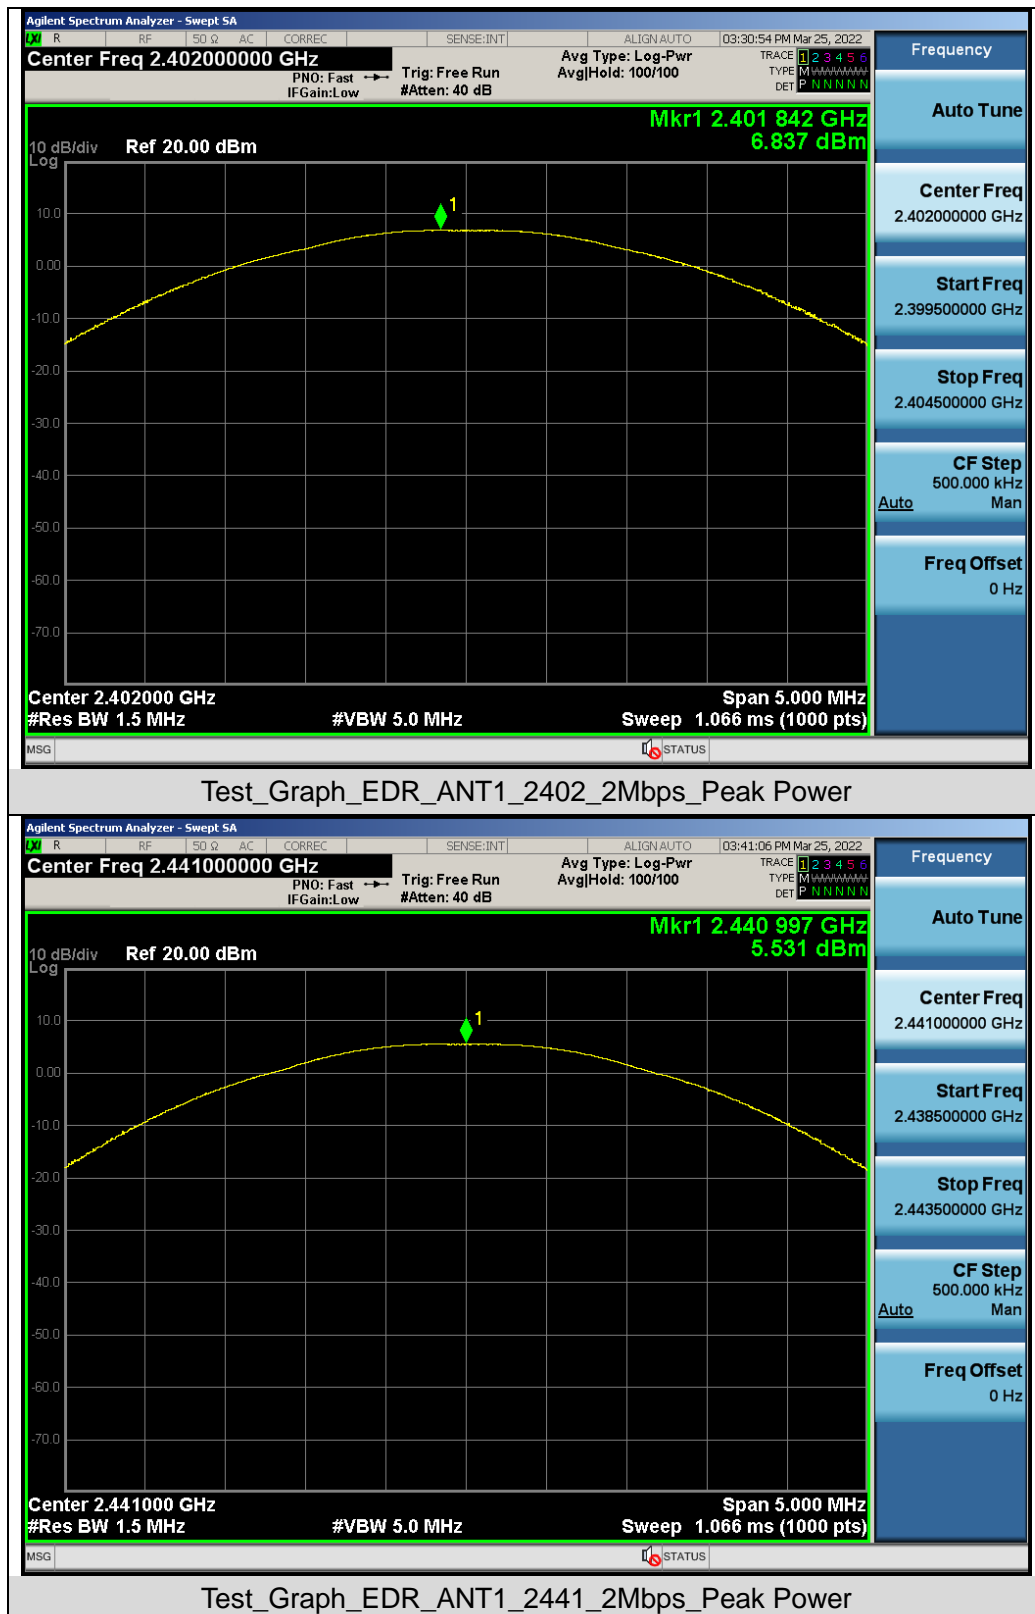 Agilent Spectrum Analyzer - Swept SA
LXI R RF 50 Ω AC CORREC SENSE:INT ALIGN AUTO 03:30:54 PM Mar 25, 2022
Center Freq 2.402000000 GHz
PNO: Fast
IFGain:Low
Trig: Free Run
#Atten: 40 dB
Avg Type: Log-Pwr
Avg|Hold: 100/100
TRACE 1 2 3 4 5 6
TYPE M WWWWW
DET P N N N N N
Frequency
Mkr1 2.401 842 GHz
6.837 dBm
10 dB/div
Log
Ref 20.00 dBm
1
10.0
0.00
-10.0
-20.0
-30.0
-40.0
-50.0
-60.0
-70.0
Center 2.402000 GHz
Span 5.000 MHz
#Res BW 1.5 MHz
#VBW 5.0 MHz
Sweep 1.066 ms (1000 pts)
Auto Tune
Center Freq
2.402000000 GHz
Start Freq
2.399500000 GHz
Stop Freq
2.404500000 GHz
CF Step
500.000 kHz
Auto Man
Freq Offset
0 Hz
MSG
STATUS
Test_Graph_EDR_ANT1_2402_2Mbps_Peak Power
Agilent Spectrum Analyzer - Swept SA
LXI R RF 50 Ω AC CORREC SENSE:INT ALIGN AUTO 03:41:06 PM Mar 25, 2022
Center Freq 2.441000000 GHz
PNO: Fast
IFGain:Low
Trig: Free Run
#Atten: 40 dB
Avg Type: Log-Pwr
Avg|Hold: 100/100
TRACE 1 2 3 4 5 6
TYPE M WWWWW
DET P N N N N N
Frequency
Mkr1 2.440 997 GHz
5.531 dBm
10 dB/div
Log
Ref 20.00 dBm
1
10.0
0.00
-10.0
-20.0
-30.0
-40.0
-50.0
-60.0
-70.0
Center 2.441000 GHz
Span 5.000 MHz
#Res BW 1.5 MHz
#VBW 5.0 MHz
Sweep 1.066 ms (1000 pts)
Auto Tune
Center Freq
2.441000000 GHz
Start Freq
2.438500000 GHz
Stop Freq
2.443500000 GHz
CF Step
500.000 kHz
Auto Man
Freq Offset
0 Hz
MSG
STATUS
Test_Graph_EDR_ANT1_2441_2Mbps_Peak Power